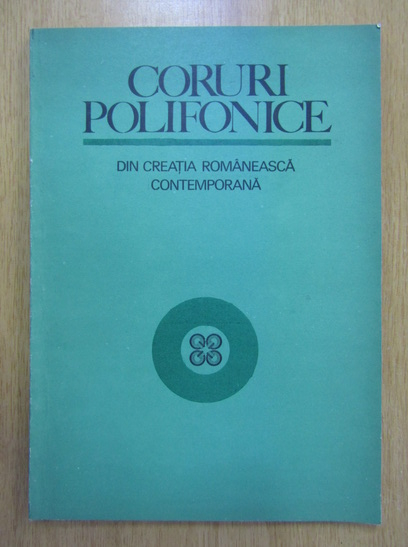 CORURI
POLIFONICE
DIN CREAȚIA ROMÂNEASCĂ
CONTEMPORANĂ